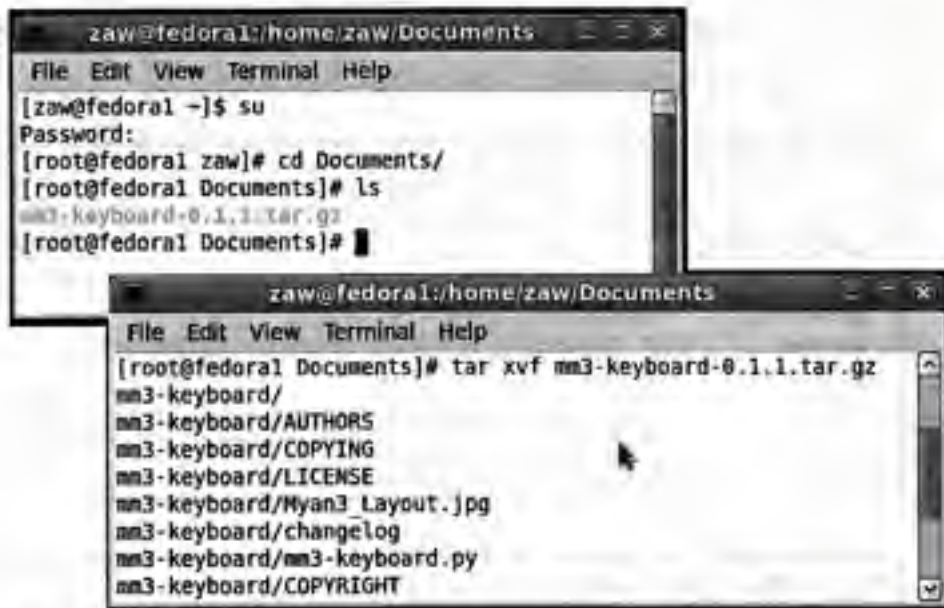 zaw@fedora1:/home/zaw/Documents
File Edit View Terminal Help
[zaw@fedora1 ~]$ su
Password:
[root@fedora1 zaw]# cd Documents/
[root@fedora1 Documents]# ls
mm3-keyboard-0.1.1.tar.gz
[root@fedora1 Documents]#
zaw@fedora1:/home/zaw/Documents
File Edit View Terminal Help
[root@fedora1 Documents]# tar xvf mm3-keyboard-0.1.1.tar.gz
mm3-keyboard/
mm3-keyboard/AUTHORS
mm3-keyboard/COPYING
mm3-keyboard/LICENSE
mm3-keyboard/Myan3_Layout.jpg
mm3-keyboard/changelog
mm3-keyboard/mm3-keyboard.py
mm3-keyboard/COPYRIGHT